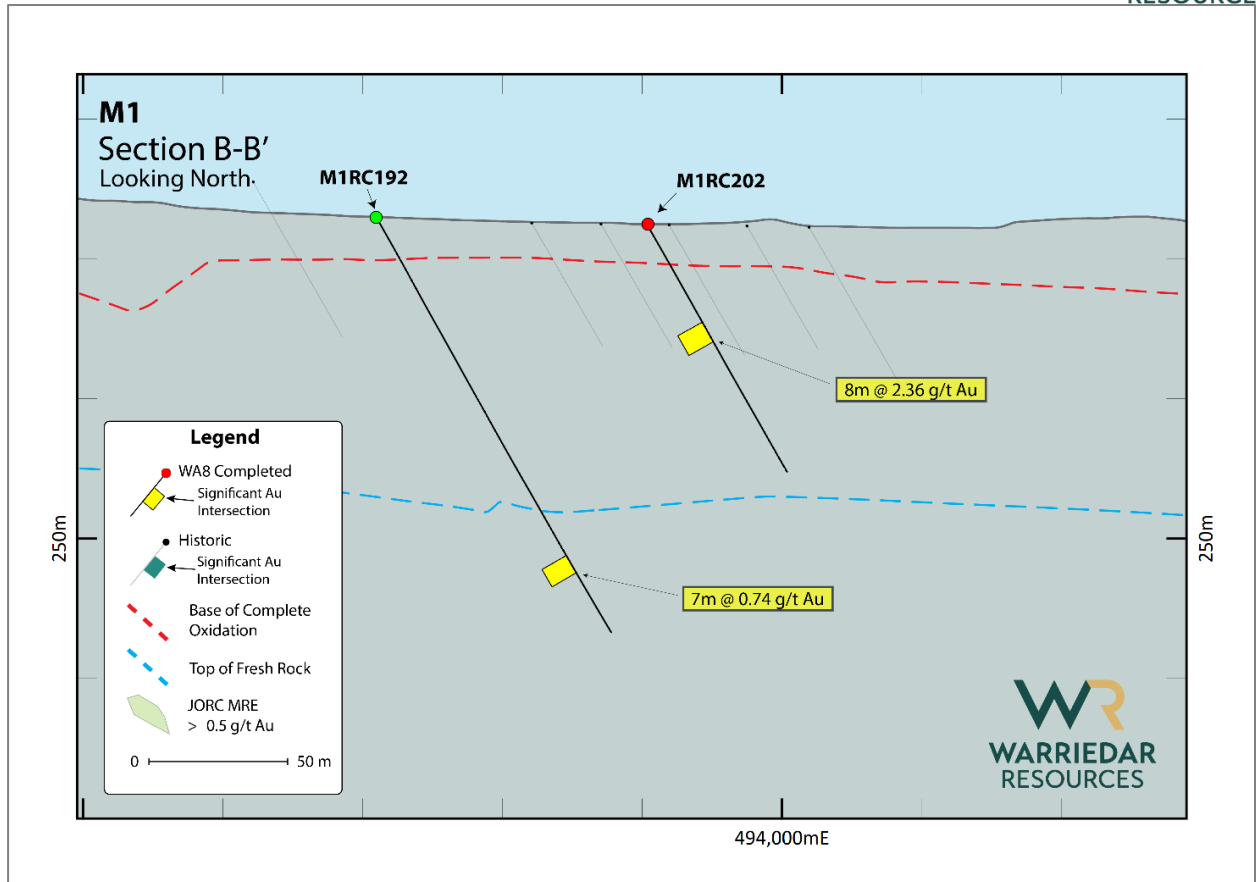 RESOURCE
M1
Section B-B’
Looking North
M1RC192
M1RC202
8m @ 2.36 g/t Au
7m @ 0.74 g/t Au
250m
250m
Legend
WA8 Completed
Significant Au
Intersection
Historic
Significant Au
Intersection
Base of Complete
Oxidation
Top of Fresh Rock
JORC MRE
> 0.5 g/t Au
0
50 m
WR
WARRIEDAR
RESOURCES
494,000mE